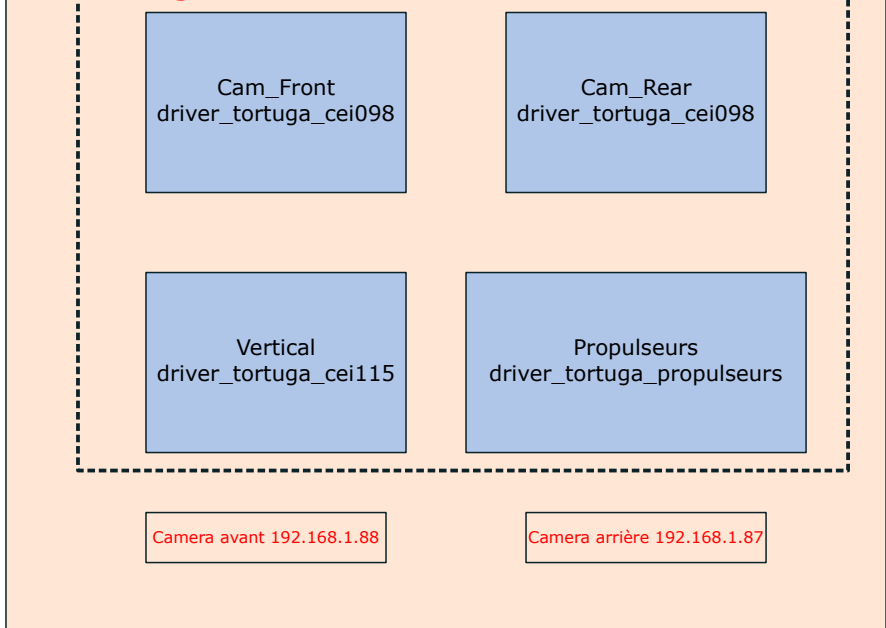 Cam_Front
driver_tortuga_cei098
Cam_Rear
driver_tortuga_cei098
Vertical
driver_tortuga_cei115
Propulseurs
driver_tortuga_propulseurs
Camera avant 192.168.1.88
Camera arrière 192.168.1.87